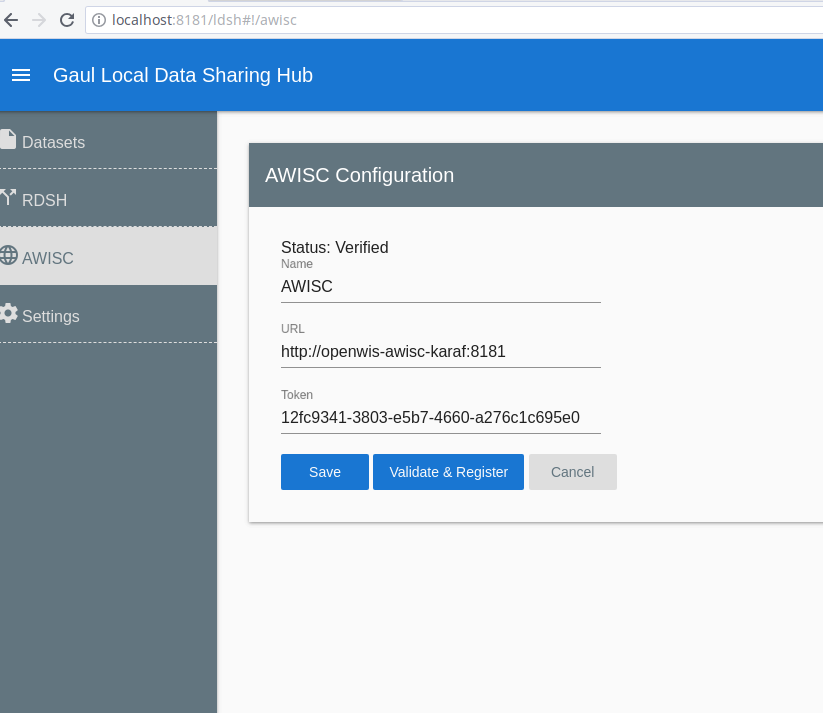 localhost:8181/ldsh#!/awisc
Gaul Local Data Sharing Hub
Datasets
RDSH
AWISC
Settings
AWISC Configuration
Status: Verified
Name
AWISC
URL
http://openwis-awisc-karaf:8181
Token
12fc9341-3803-e5b7-4660-a276c1c695e0
Save
Validate & Register
Cancel